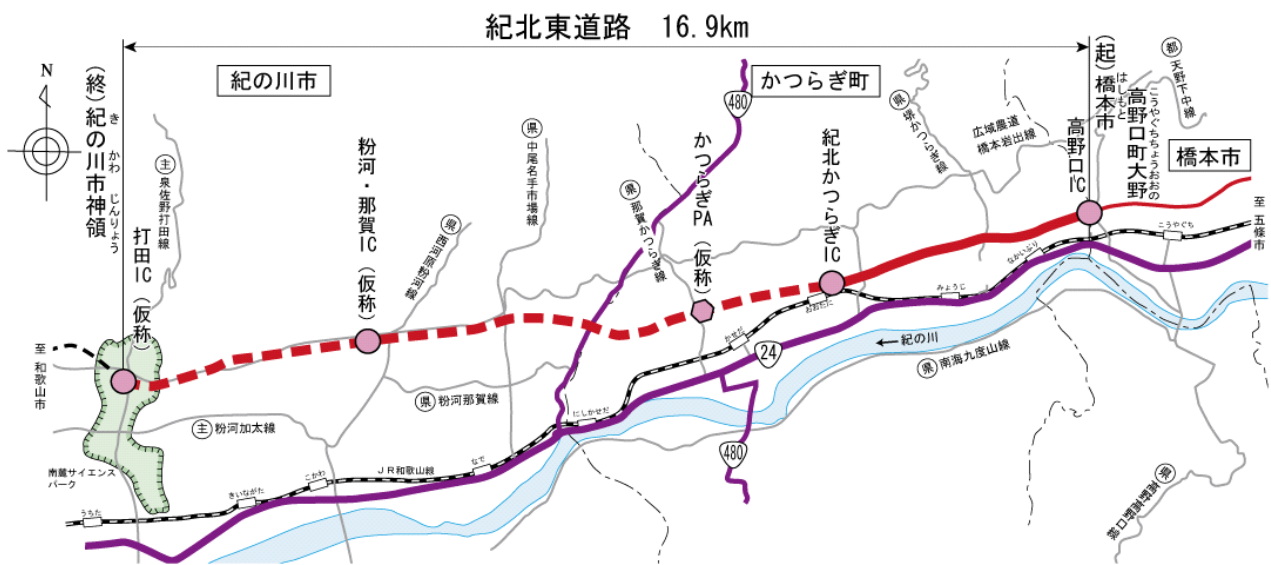 紀北東道路　16.9km
N
紀の川市
かつらぎ町
橋本市
(終)紀の川市神領
き かわ じんりょう
(起)橋本市
はしもと
高野口町大野
こうやぐちちょうおおの
主 泉佐野打田線
打田IC（仮称）
粉河・那賀IC（仮称）
県 西河原粉河線
県 中尾名手市場線
480
県 那賀かつらぎ線
かつらぎPA（仮称）
紀北かつらぎIC
県 堺かつらぎ線
広域農道
橋本岩出線
高野口IC
都 天野下中線
至 五條市
至 和歌山市
こうやぐち
なかいぶり
みょうじ
おおたに
かせだ
24
紀の川
県 南海九度山線
県 粉河那賀線
主 粉河加太線
にしかせだ
480
南麓サイエンス
パーク
JR和歌山線
なで
こかわ
きいながた
うちた
県 高野高野口線